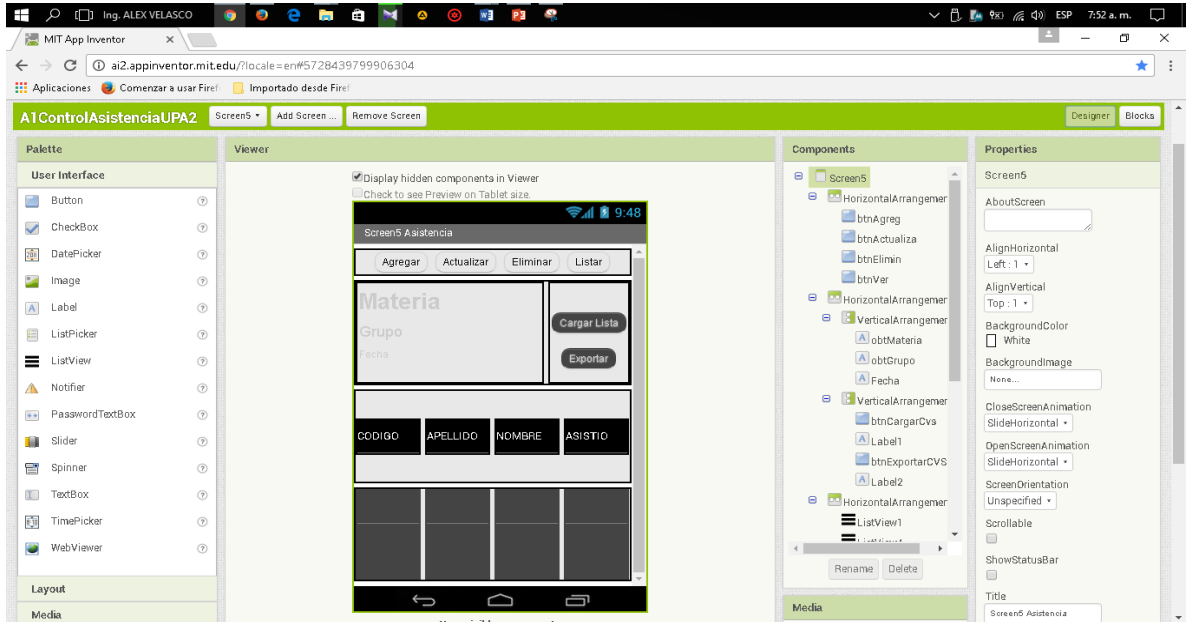 Ing. ALEX VELASCO
ESP 7:52 a. m.
MIT App Inventor
ai2.appinventor.mit.edu/?locale=en#5728439799906304
Aplicaciones Comenzar a usar Firef Importado desde Firef
A1ControlAsistenciaUPA2 Screen5 Add Screen ... Remove Screen Designer Blocks
Palette
User Interface
Button
CheckBox
DatePicker
Image
Label
ListPicker
ListView
Notifier
PasswordTextBox
Slider
Spinner
TextBox
TimePicker
WebViewer
Layout
Media
Viewer
Display hidden components in Viewer
Check to see Preview on Tablet size.
9:48
Screen5 Asistencia
Agregar Actualizar Eliminar Listar
Materia
Grupo
Fecha
Cargar Lista
Exportar
CODIGO APELLIDO NOMBRE ASISTIO
Components
Screen5
HorizontalArrangemer
btnAgreg
btnActualiza
btnElimin
btnVer
HorizontalArrangemer
VerticalArrangemer
obtMateria
obtGrupo
Fecha
VerticalArrangemer
btnCargarCvs
Label1
btnExportarCVS
Label2
HorizontalArrangemer
ListView1
Rename Delete
Media
Properties
Screen5
AboutScreen
AlignHorizontal
Left : 1
AlignVertical
Top : 1
BackgroundColor
White
BackgroundImage
None...
CloseScreenAnimation
SlideHorizontal
OpenScreenAnimation
SlideHorizontal
ScreenOrientation
Unspecified
Scrollable
ShowStatusBar
Title
Screen5 Asistencia